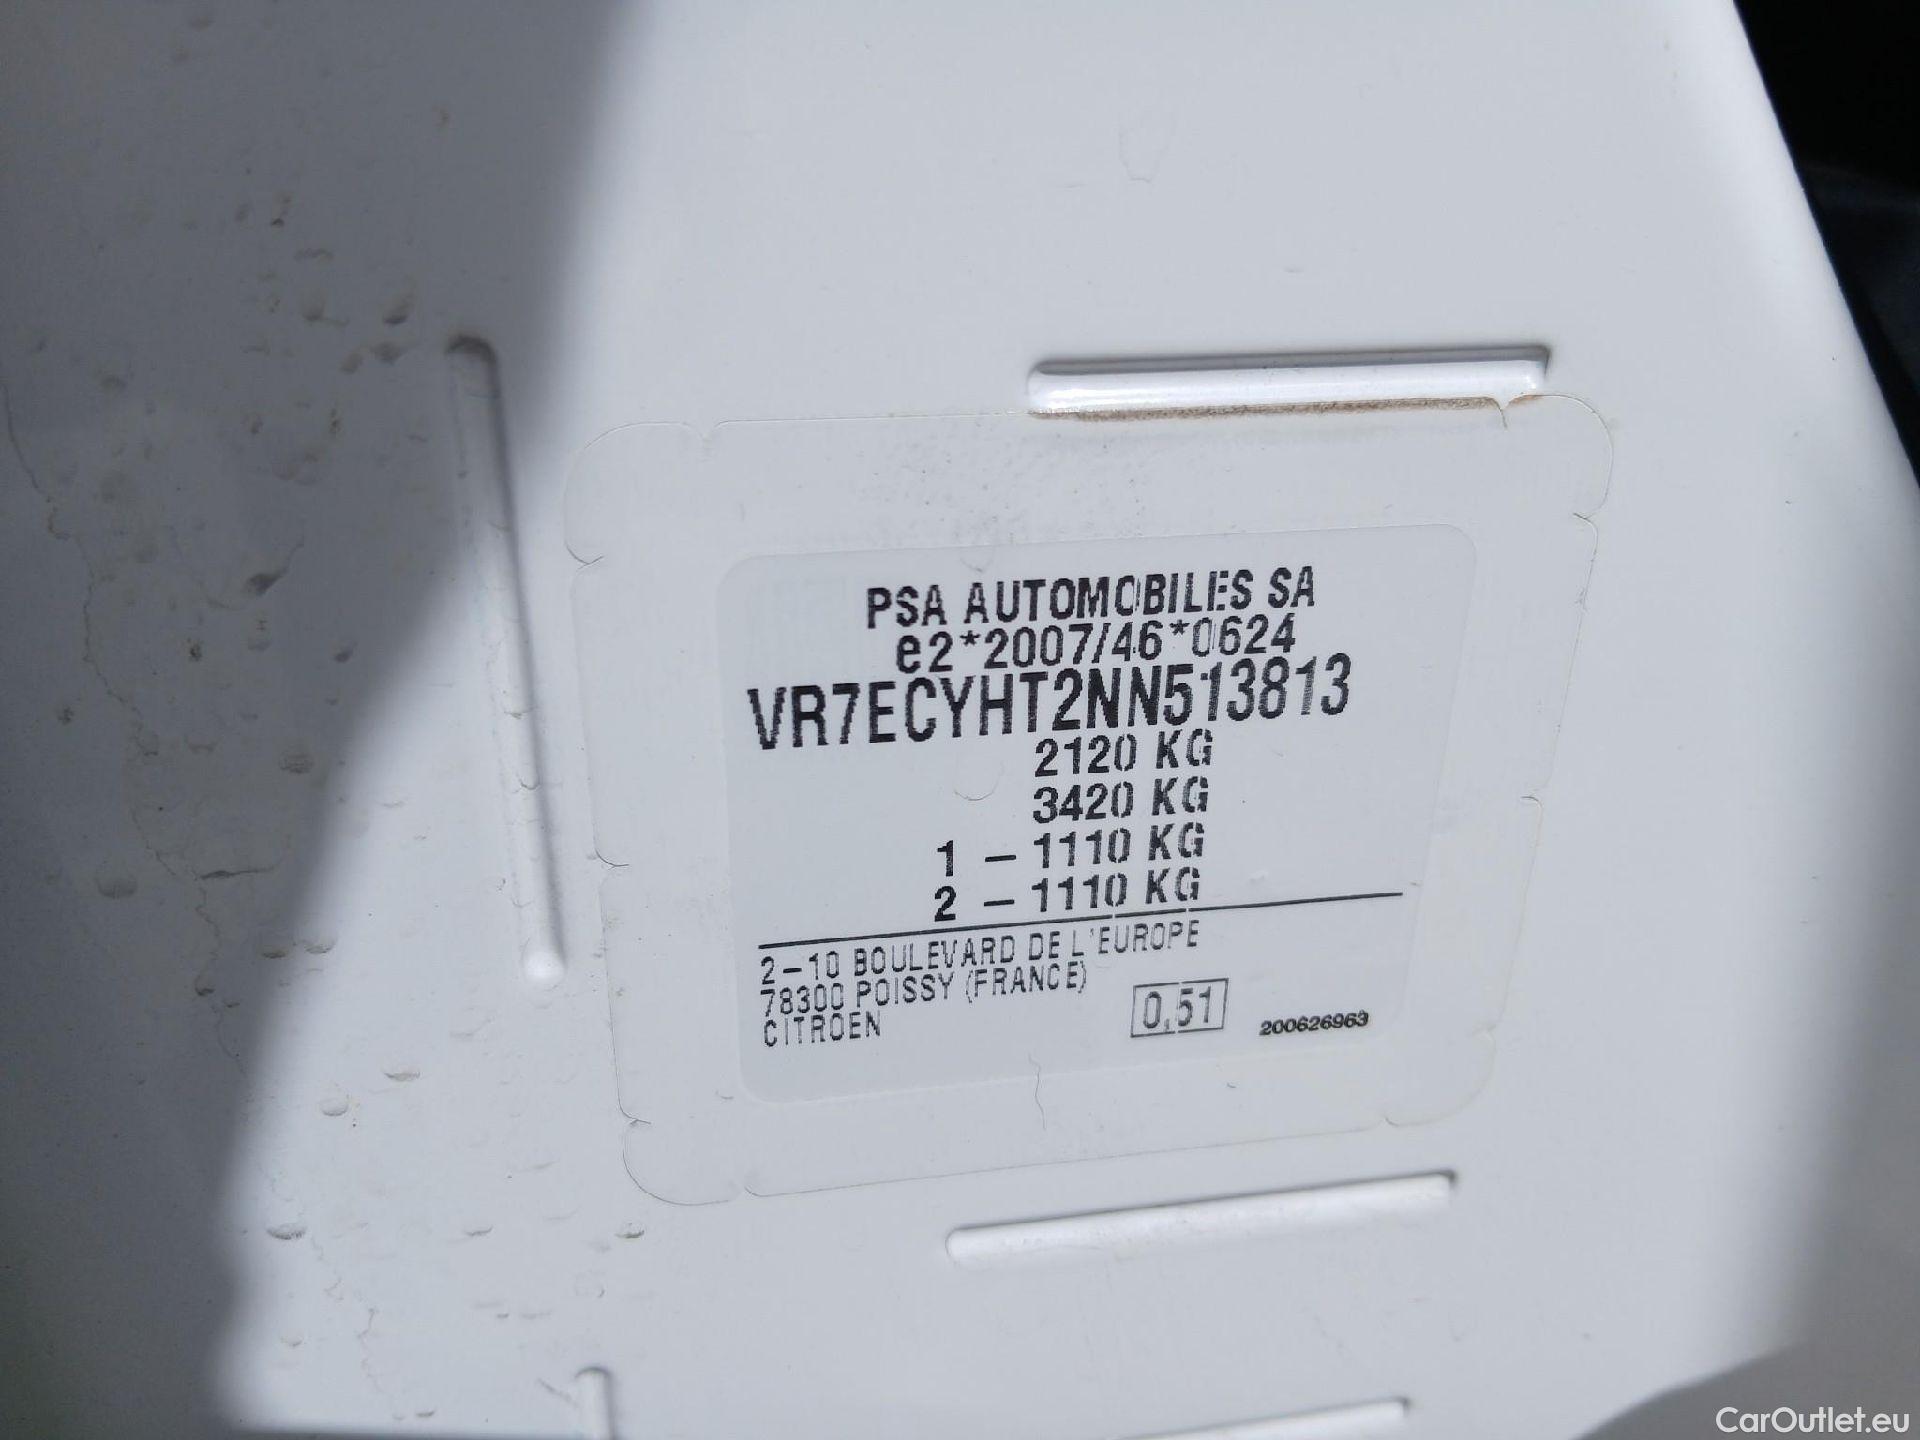 PSA AUTOMOBILES SA
e2*2007/46*0624
VR7ECYHT2NN513813
2120 KG
3420 KG
1 – 1110 KG
2 – 1110 KG
2–10 BOULEVARD DE L'EUROPE
78300 POISSY (FRANCE)
CITROEN
0,51
200626963
CarOutlet.eu